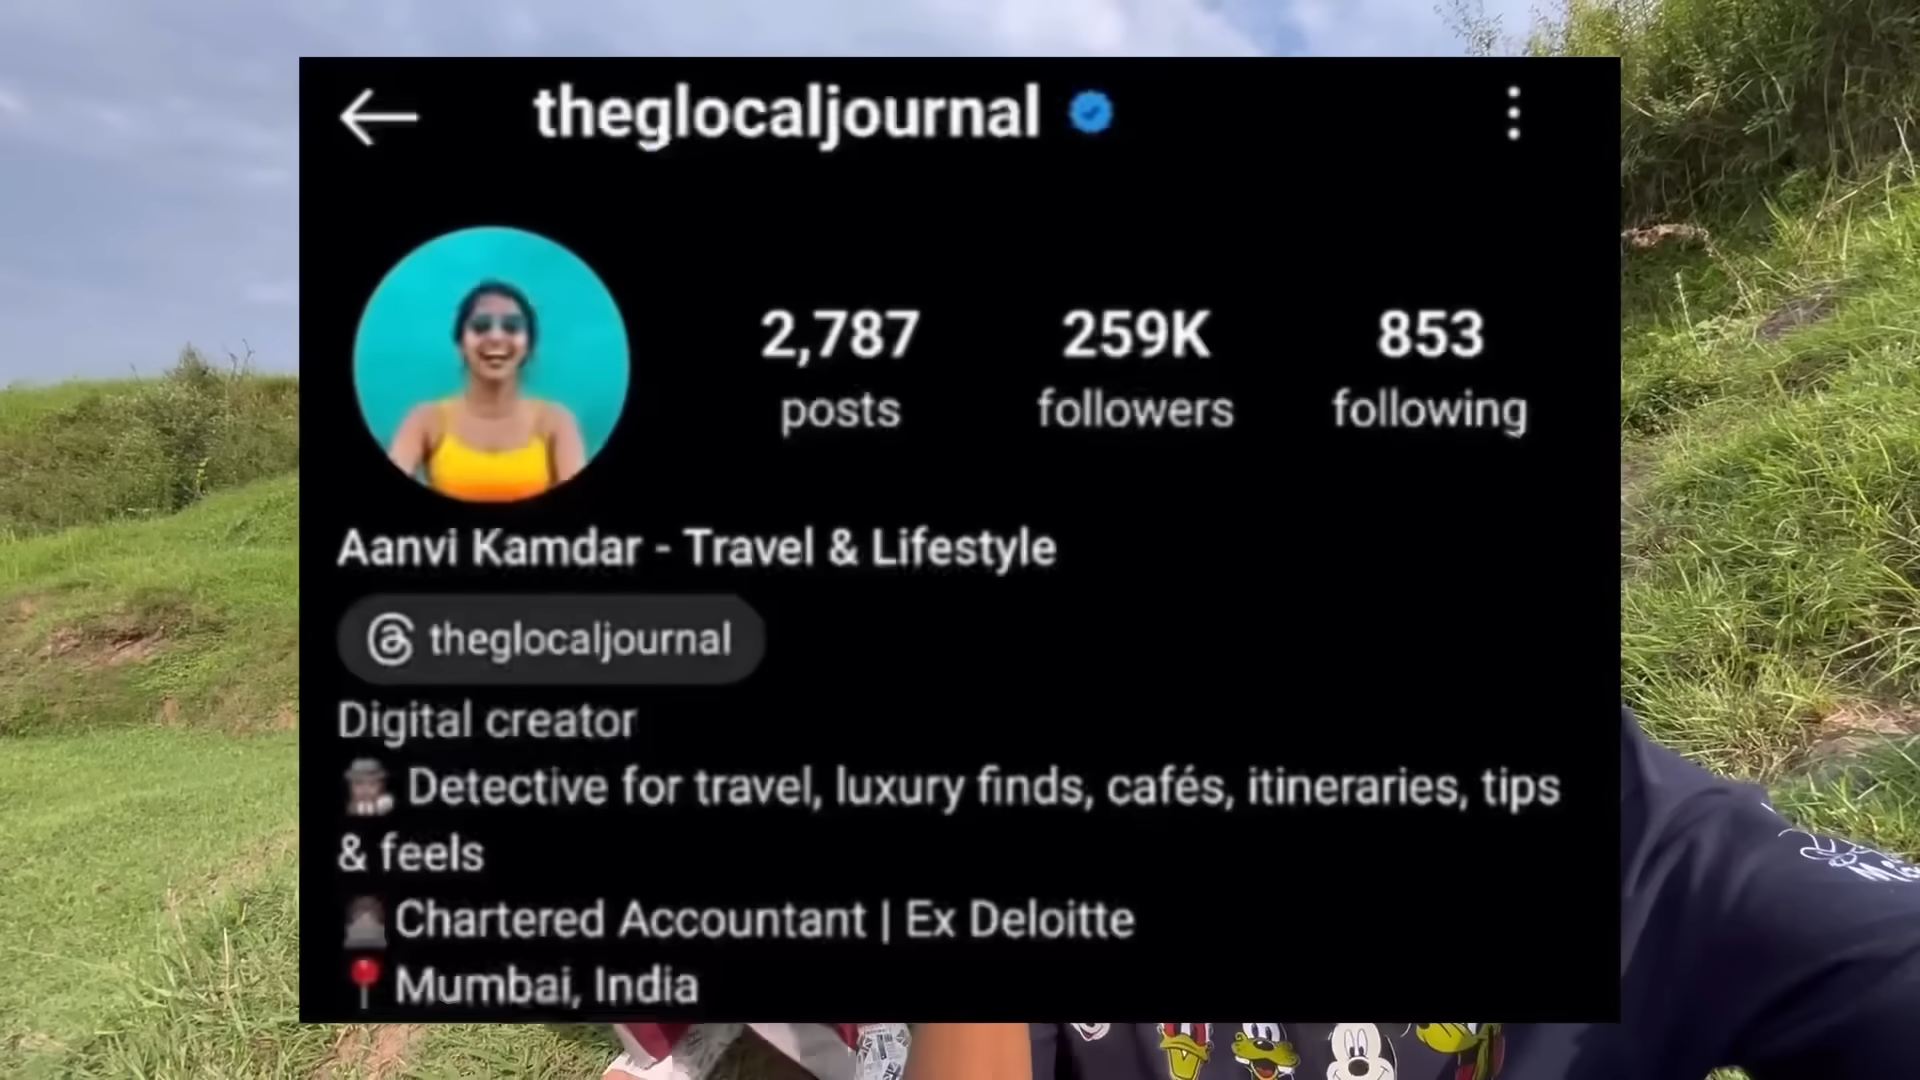 theglocaljournal
2,787
posts
259K
followers
853
following
Aanvi Kamdar - Travel & Lifestyle
theglocaljournal
Digital creator
Detective for travel, luxury finds, cafés, itineraries, tips
& feels
Chartered Accountant | Ex Deloitte
Mumbai, India